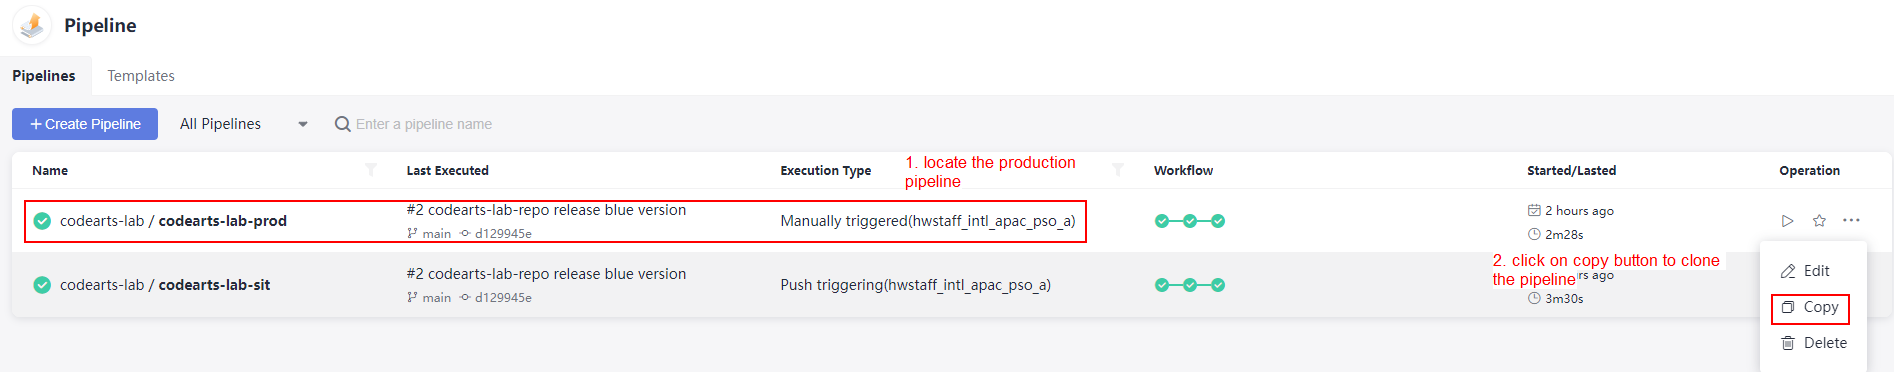 Pipeline
Pipelines
Templates
+ Create Pipeline
All Pipelines
Enter a pipeline name
Name
Last Executed
Execution Type
1. locate the production
pipeline
Workflow
Started/Lasted
Operation
codearts-lab / codearts-lab-prod
#2 codearts-lab-repo release blue version
main d129945e
Manually triggered(hwstaff_intl_apac_pso_a)
2 hours ago
2m28s
codearts-lab / codearts-lab-sit
#2 codearts-lab-repo release blue version
main d129945e
Push triggering(hwstaff_intl_apac_pso_a)
2. click on copy button to clone
the pipeline
rs ago
3m30s
Edit
Copy
Delete